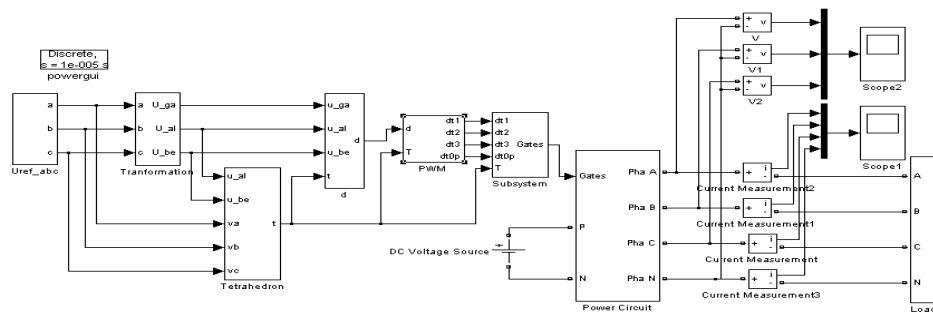 Discrete,
s = 1e-005 s
powergui
a
b
c
Uref_abc
a
b
c
U_ga
U_al
U_be
Tranformation
u_al
u_be
va
vb
vc
t
Tetrahedron
u_ga
u_al
u_be
t
d
d
d
T
dt1
dt2
dt3
dt0p
PWM
dt1
dt2
dt3
dt0p
T
Gates
Subsystem
DC Voltage Source
+
Gates
P
N
Pha A
Pha B
Pha C
Pha N
Power Circuit
+
-
v
V
+
-
v
V1
+
-
v
V2
Scope2
Scope1
+
i
-
Current Measurement2
+
i
-
Current Measurement1
+
i
-
Current Measurement
+
i
-
Current Measurement3
A
B
C
N
Load